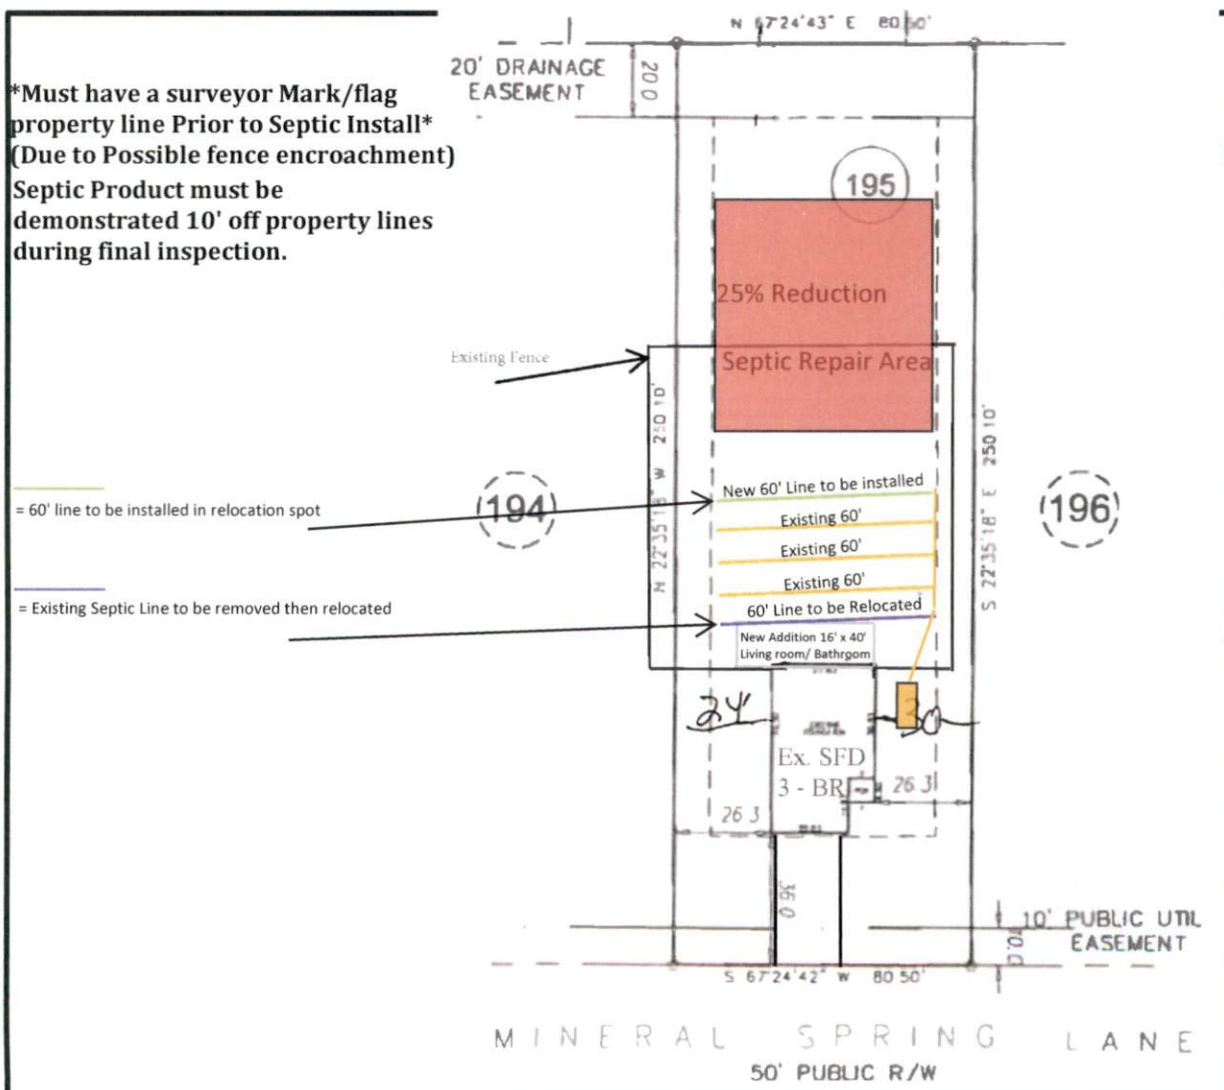 N 67°24'43" E 80 50'
20' DRAINAGE
EASEMENT
20 0
*Must have a surveyor Mark/flag
property line Prior to Septic Install*
(Due to Possible fence encroachment)
Septic Product must be
demonstrated 10' off property lines
during final inspection.
195
25% Reduction
Septic Repair Area
Existing Fence
N 22°35'18" W 250 10'
S 22°35'18" E 250 10'
194
196
= 60' line to be installed in relocation spot
New 60' Line to be installed
Existing 60'
Existing 60'
Existing 60'
60' Line to be Relocated
= Existing Septic Line to be removed then relocated
New Addition 16' x 40'
Living room/ Bathroom
24'
30
Ex. SFD
3 - BR
26 3
26 3
36 0
10' PUBLIC UTIL
EASEMENT
10.0
S 67°24'42" W 80 50'
MINERAL SPRING LANE
50' PUBLIC R/W